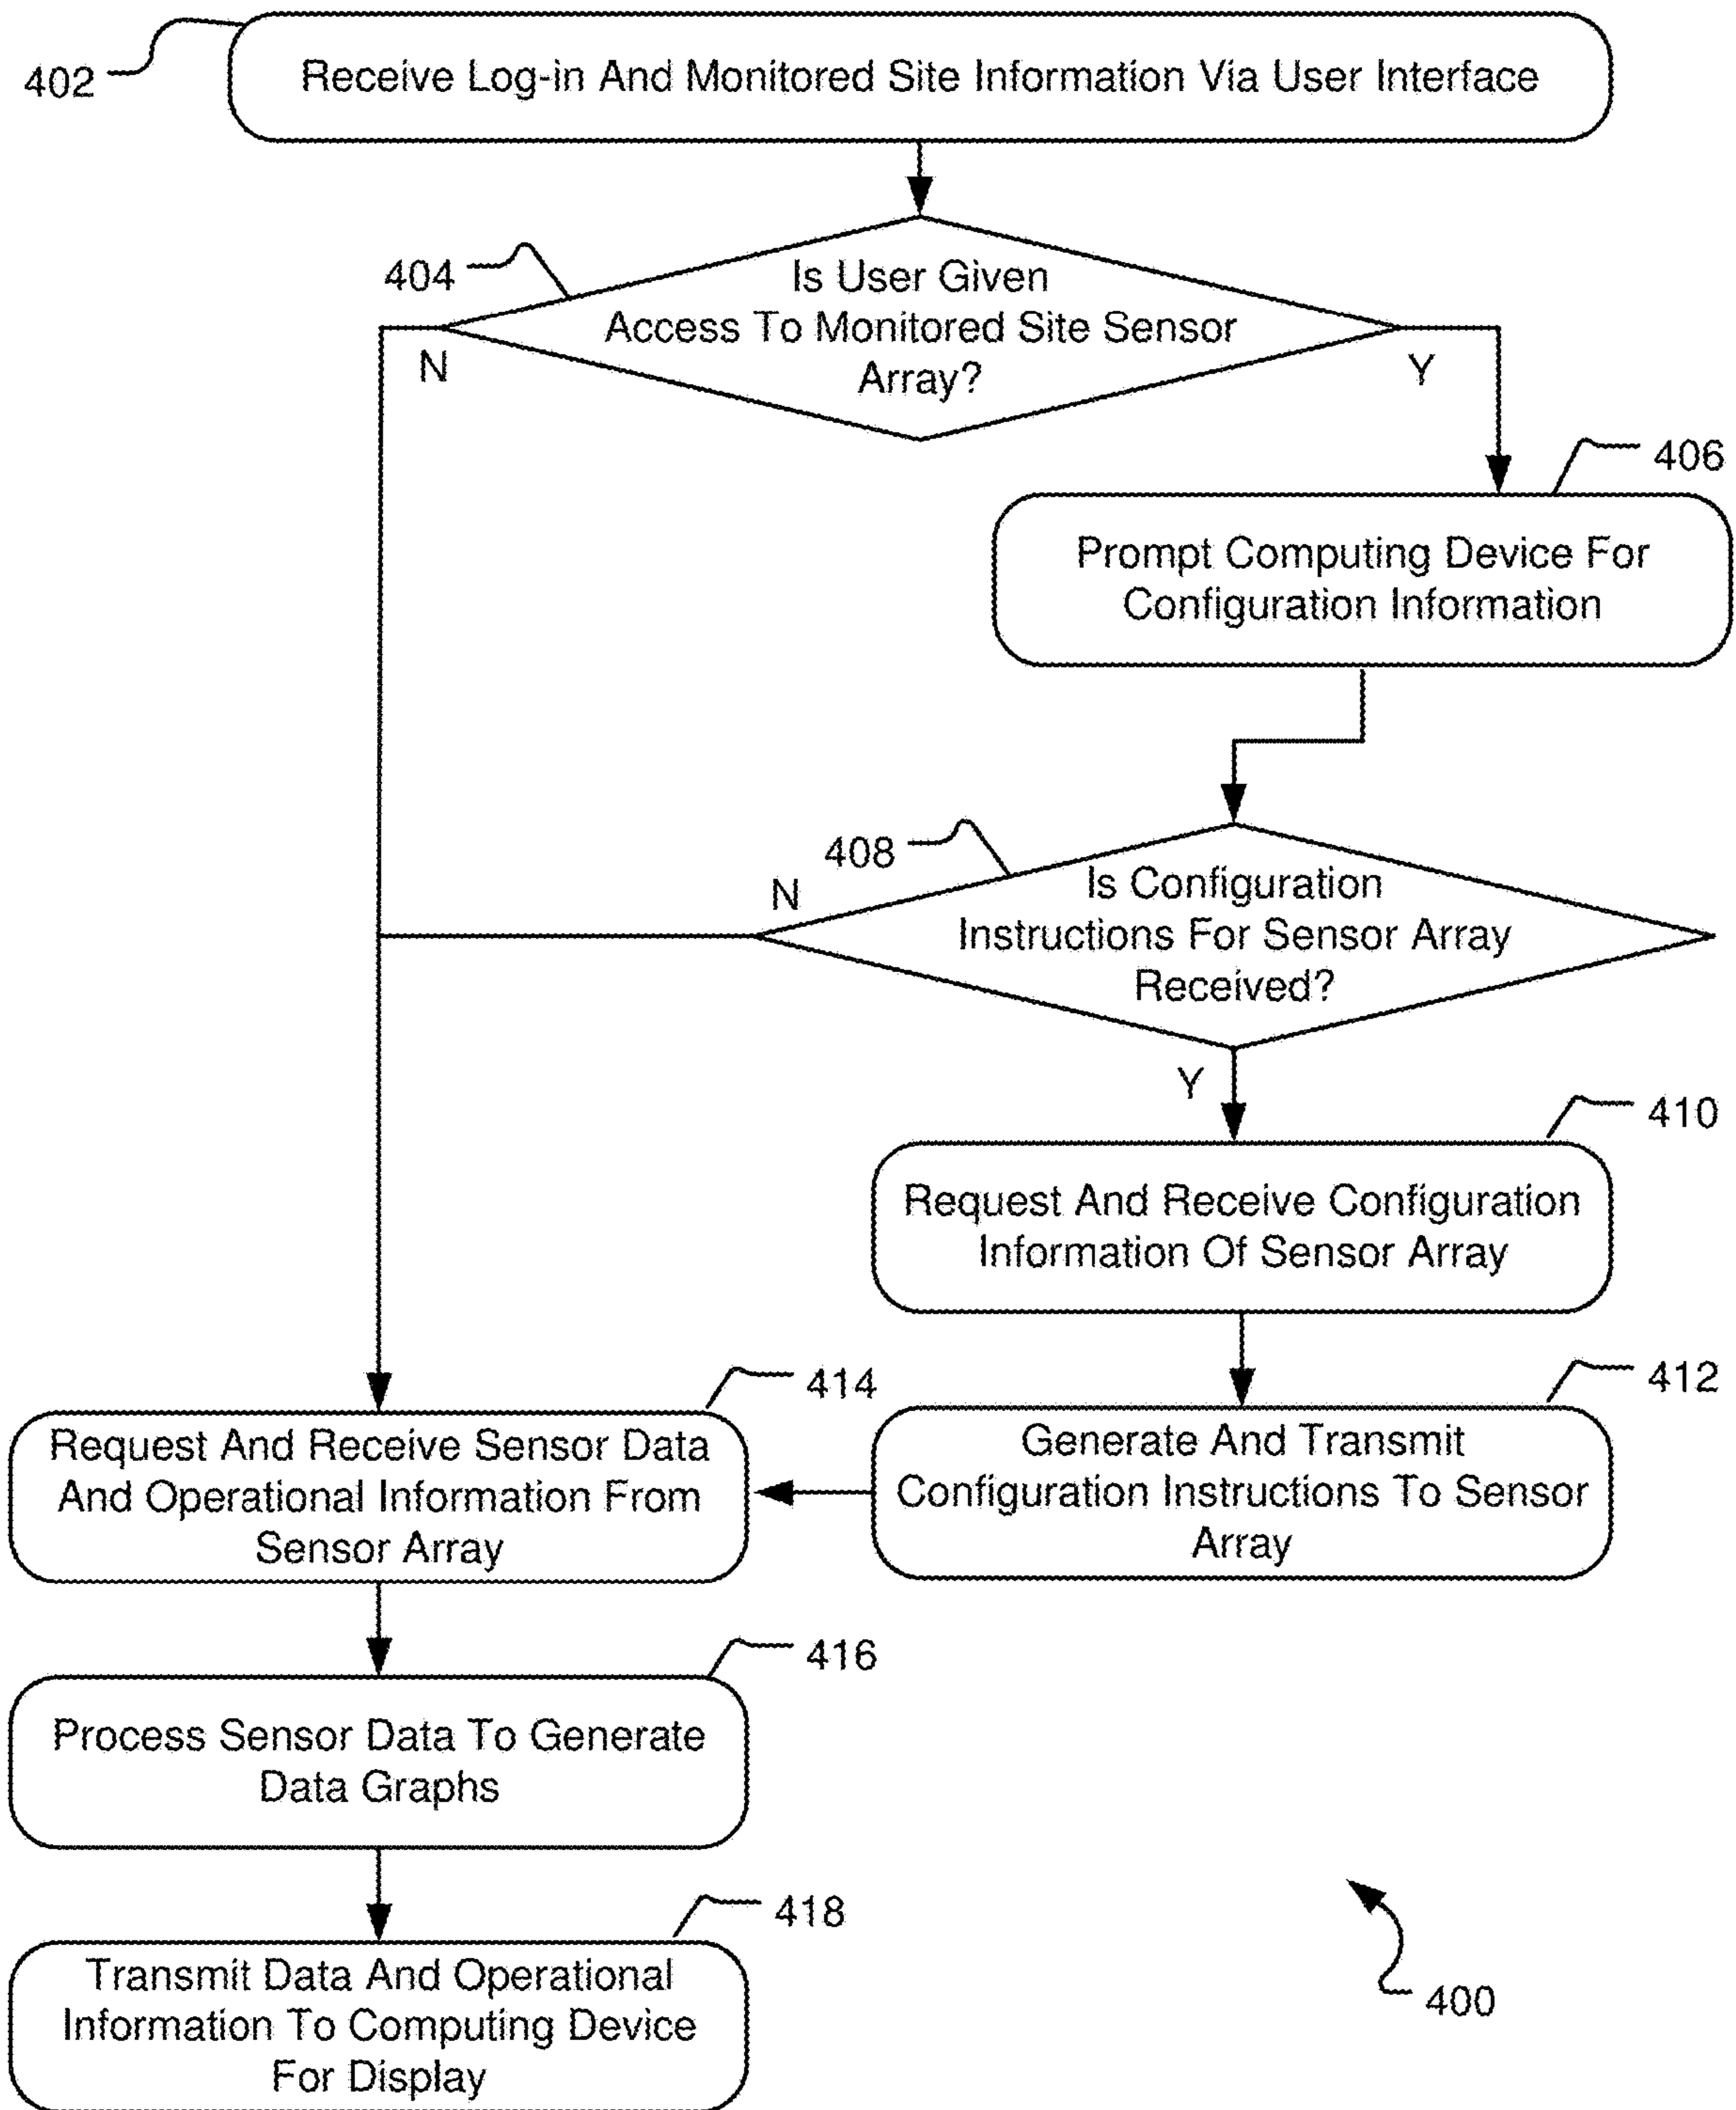 402
Receive Log-in And Monitored Site Information Via User Interface
404
Is User Given
Access To Monitored Site Sensor
Array?
N
Y
406
Prompt Computing Device For
Configuration Information
408
N
Is Configuration
Instructions For Sensor Array
Received?
Y
410
Request And Receive Configuration
Information Of Sensor Array
412
Generate And Transmit
Configuration Instructions To Sensor
Array
414
Request And Receive Sensor Data
And Operational Information From
Sensor Array
416
Process Sensor Data To Generate
Data Graphs
418
Transmit Data And Operational
Information To Computing Device
For Display
400